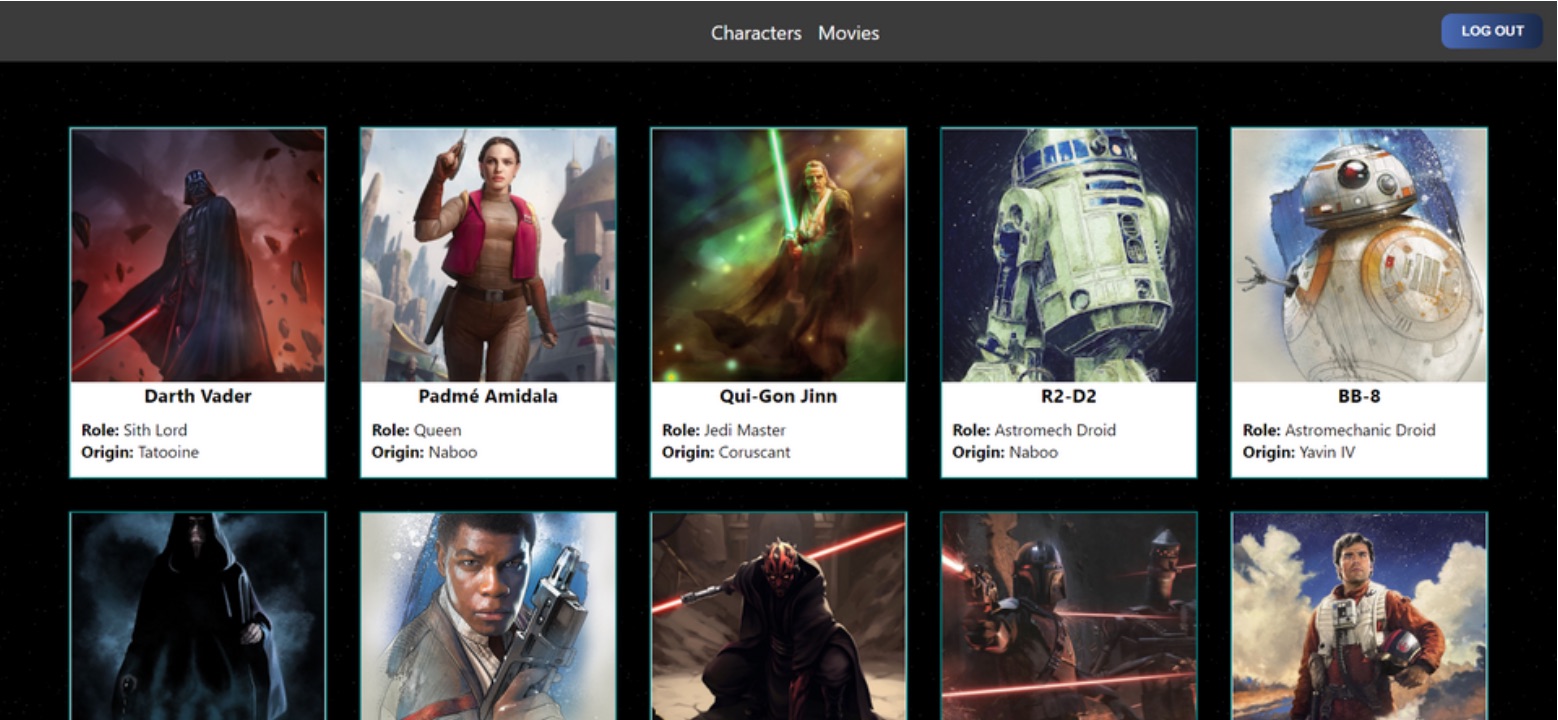 Characters Movies
LOG OUT
Darth Vader
Role: Sith Lord
Origin: Tatooine
Padmé Amidala
Role: Queen
Origin: Naboo
Qui-Gon Jinn
Role: Jedi Master
Origin: Coruscant
R2-D2
Role: Astromech Droid
Origin: Naboo
BB-8
Role: Astromechanic Droid
Origin: Yavin IV